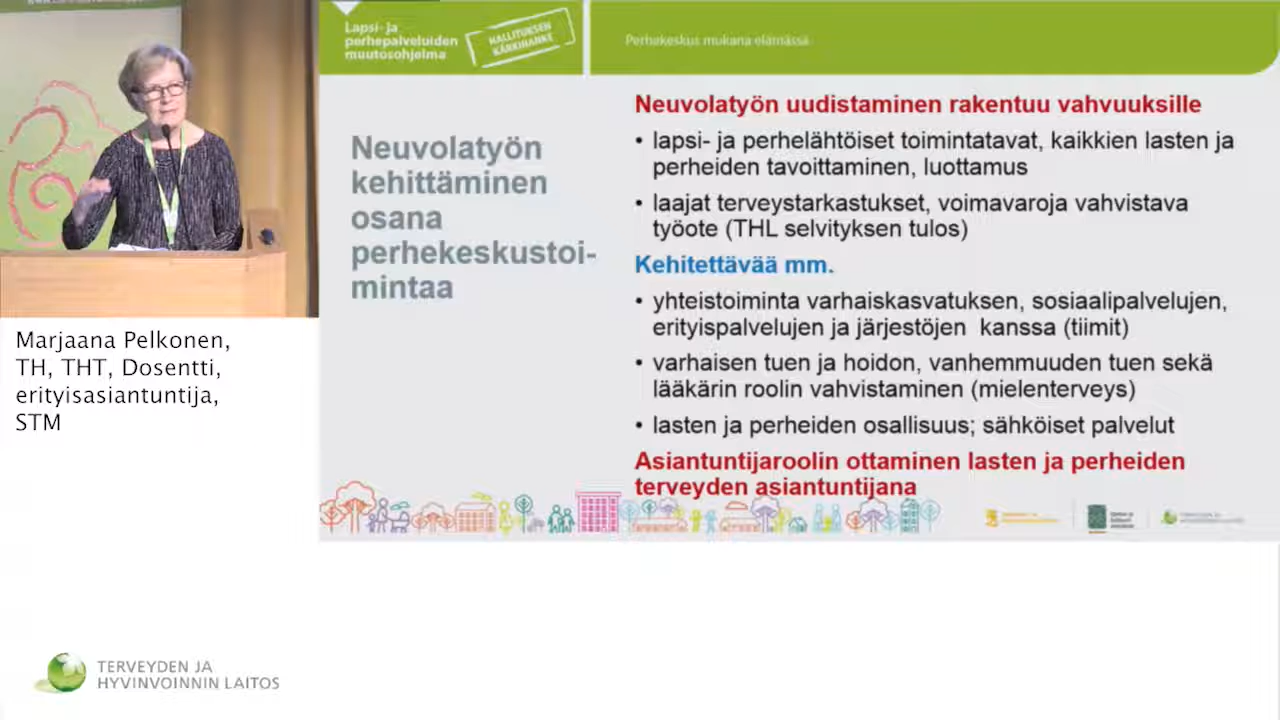 Lapsi- ja
perhepalveluiden
muutosohjelma
HALLITUKSEN
KÄRKIHANKE
Perhekeskus mukana elämässä
Neuvolatyön
kehittäminen
osana
perhekeskustoi-
mintaa
Neuvolatyön uudistaminen rakentuu vahvuuksille
• lapsi- ja perhelähtöiset toimintatavat, kaikkien lasten ja
perheiden tavoittaminen, luottamus
• laajat terveystarkastukset, voimavaroja vahvistava
työote (THL selvityksen tulos)
Kehitettävää mm.
• yhteistoiminta varhaiskasvatuksen, sosiaalipalvelujen,
erityispalvelujen ja järjestöjen kanssa (tiimit)
• varhaisen tuen ja hoidon, vanhemmuuden tuen sekä
lääkärin roolin vahvistaminen (mielenterveys)
• lasten ja perheiden osallisuus; sähköiset palvelut
Asiantuntijaroolin ottaminen lasten ja perheiden
terveyden asiantuntijana
Marjaana Pelkonen,
TH, THT, Dosentti,
erityisasiantuntija,
STM
TERVEYDEN JA
HYVINVOINNIN LAITOS